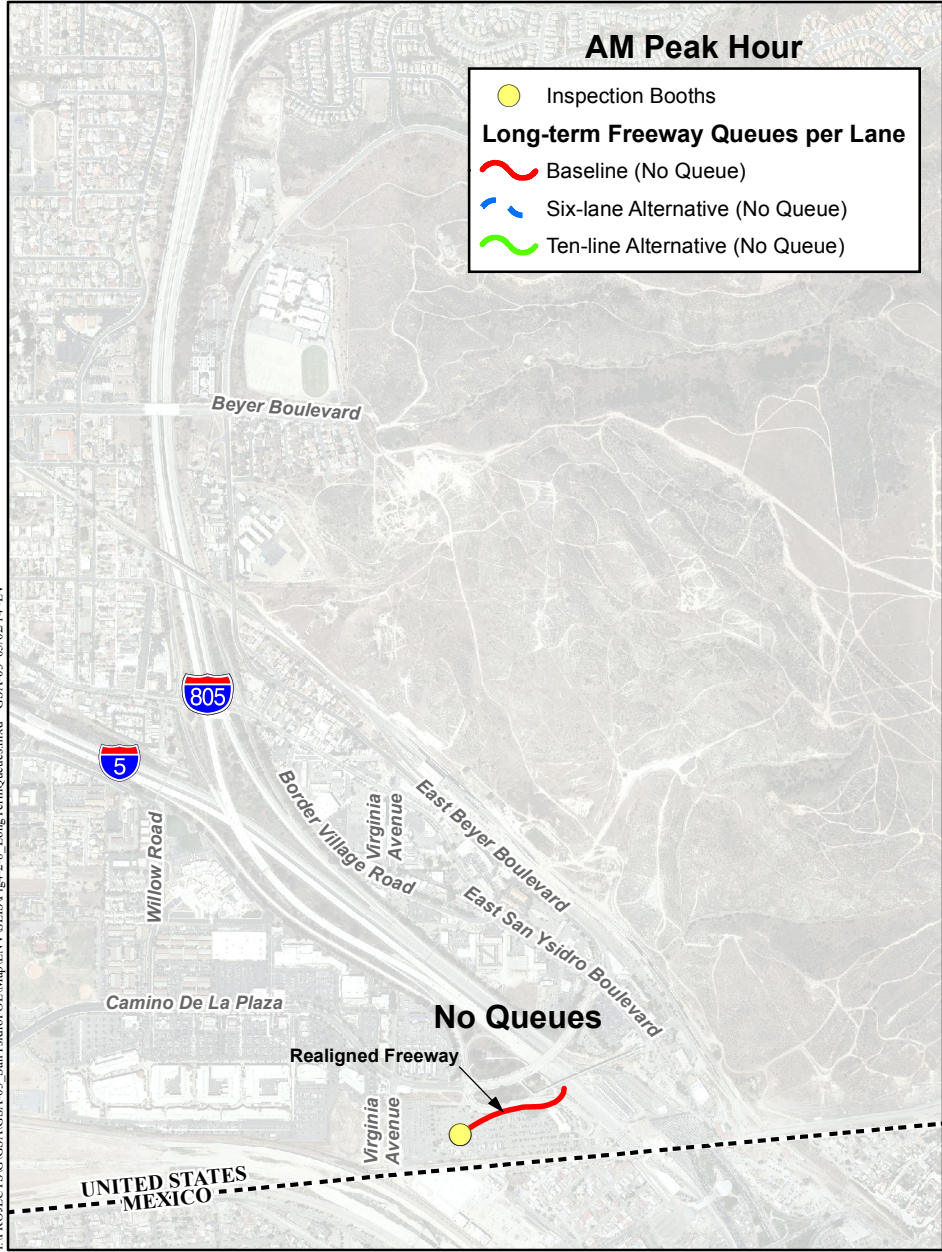 AM Peak Hour
Inspection Booths
Long-term Freeway Queues per Lane
Baseline (No Queue)
Six-lane Alternative (No Queue)
Ten-line Alternative (No Queue)
Beyer Boulevard
805
5
Border Village Road
Virginia
Avenue
East Beyer Boulevard
Willow Road
East San Ysidro Boulevard
Camino De La Plaza
No Queues
Realigned Freeway
Virginia
Avenue
UNITED STATES
MEXICO